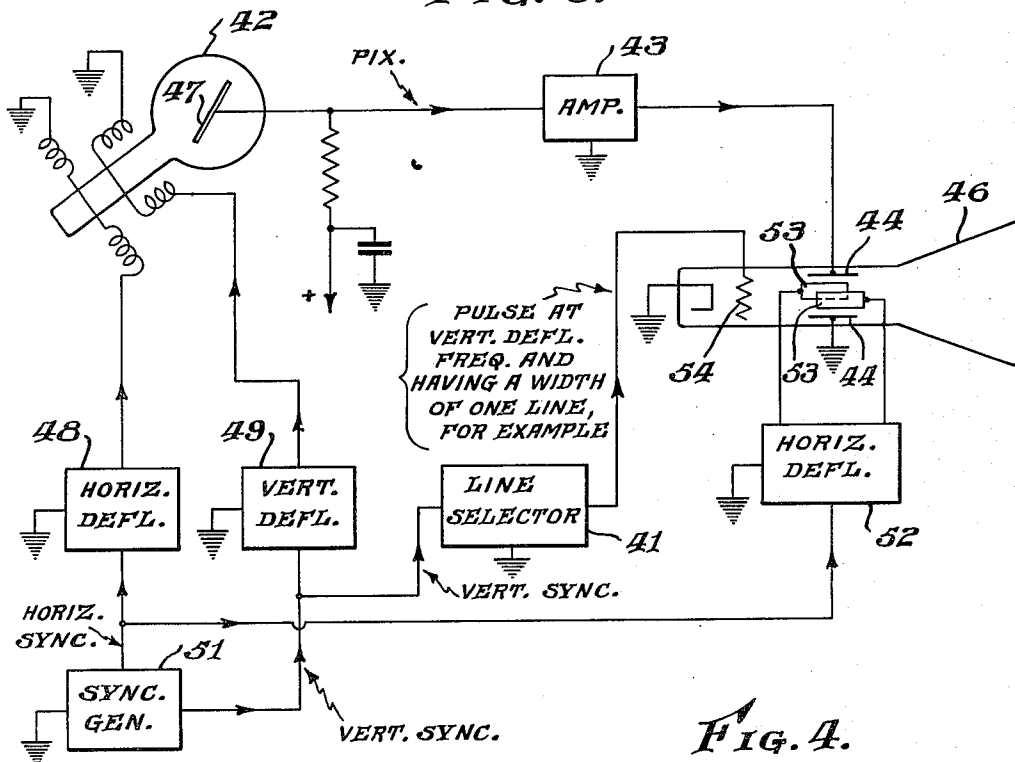 42
PIX.
43
47
AMP.
46
53
44
+
PULSE AT
VERT. DEFL.
FREQ. AND
HAVING A WIDTH
OF ONE LINE,
FOR EXAMPLE
54
53
44
48
HORIZ.
DEFL.
49
VERT.
DEFL.
LINE
SELECTOR
41
HORIZ.
DEFL.
52
VERT. SYNC.
HORIZ.
SYNC.
51
SYNC.
GEN.
VERT. SYNC.
FIG. 4.